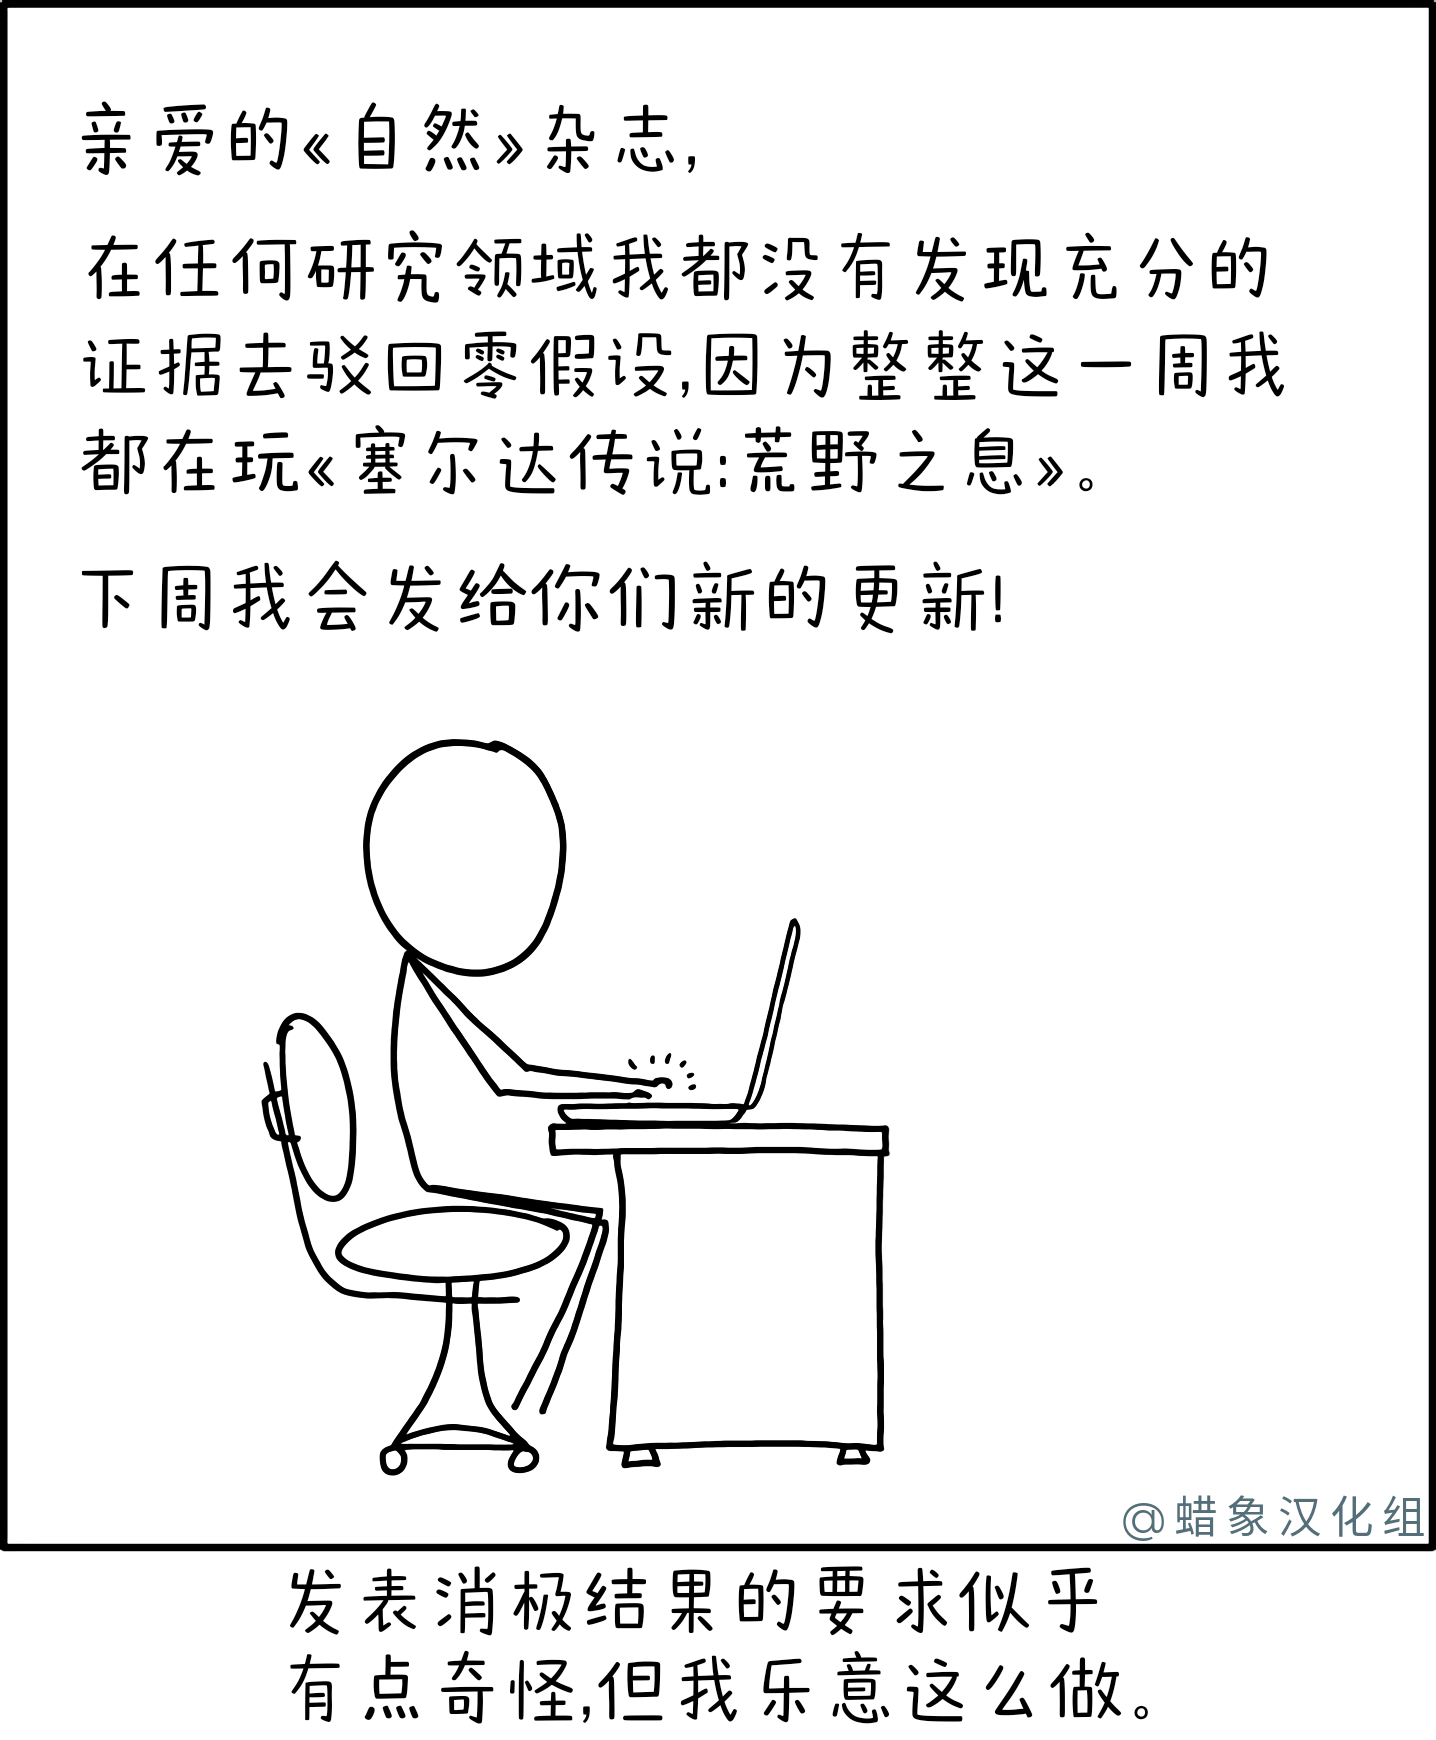 亲爱的«自然»杂志,
在任何研究领域我都没有发现充分的
证据去驳回零假设,因为整整这一周我
都在玩«塞尔达传说:荒野之息»。
下周我会发给你们新的更新!
@蜡象汉化组
发表消极结果的要求似乎
有点奇怪,但我乐意这么做。